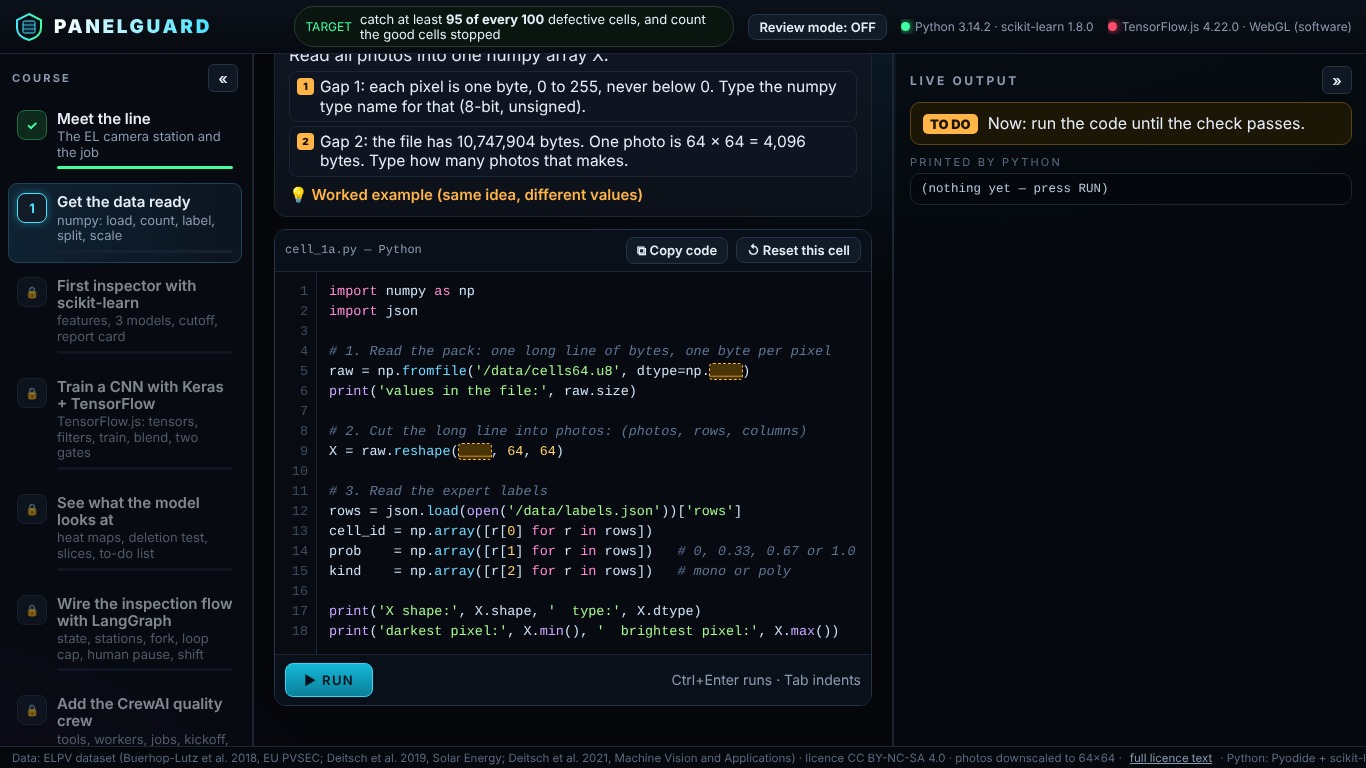 PANELGUARD
TARGET
catch at least 95 of every 100 defective cells, and count
the good cells stopped
Review mode: OFF
Python 3.14.2 · scikit-learn 1.8.0
TensorFlow.js 4.22.0 · WebGL (software)
COURSE
«
Meet the line
The EL camera station and
the job
1
Get the data ready
numpy: load, count, label,
split, scale
First inspector with
scikit-learn
features, 3 models, cutoff,
report card
Train a CNN with Keras
+ TensorFlow
TensorFlow.js: tensors,
filters, train, blend, two
gates
See what the model
looks at
heat maps, deletion test,
slices, to-do list
Wire the inspection flow
with LangGraph
state, stations, fork, loop
cap, human pause, shift
Add the CrewAI quality
crew
tools, workers, jobs, kickoff,
Read all photos into one numpy array X.
1 Gap 1: each pixel is one byte, 0 to 255, never below 0. Type the numpy
type name for that (8-bit, unsigned).
2 Gap 2: the file has 10,747,904 bytes. One photo is 64 × 64 = 4,096
bytes. Type how many photos that makes.
💡 Worked example (same idea, different values)
cell_1a.py — Python
⧉ Copy code
↺ Reset this cell
1 import numpy as np
2 import json
3
4 # 1. Read the pack: one long line of bytes, one byte per pixel
5 raw = np.fromfile('/data/cells64.u8', dtype=np.____)
6 print('values in the file:', raw.size)
7
8 # 2. Cut the long line into photos: (photos, rows, columns)
9 X = raw.reshape(____, 64, 64)
10
11 # 3. Read the expert labels
12 rows = json.load(open('/data/labels.json'))['rows']
13 cell_id = np.array([r[0] for r in rows])
14 prob    = np.array([r[1] for r in rows])   # 0, 0.33, 0.67 or 1.0
15 kind    = np.array([r[2] for r in rows])   # mono or poly
16
17 print('X shape:', X.shape, '  type:', X.dtype)
18 print('darkest pixel:', X.min(), '  brightest pixel:', X.max())
▶ RUN
Ctrl+Enter runs · Tab indents
LIVE OUTPUT
»
TO DO Now: run the code until the check passes.
PRINTED BY PYTHON
(nothing yet — press RUN)
Data: ELPV dataset (Buerhop-Lutz et al. 2018, EU PVSEC; Deitsch et al. 2019, Solar Energy; Deitsch et al. 2021, Machine Vision and Applications) · licence CC BY-NC-SA 4.0 · photos downscaled to 64×64 · full licence text · Python: Pyodide + scikit-